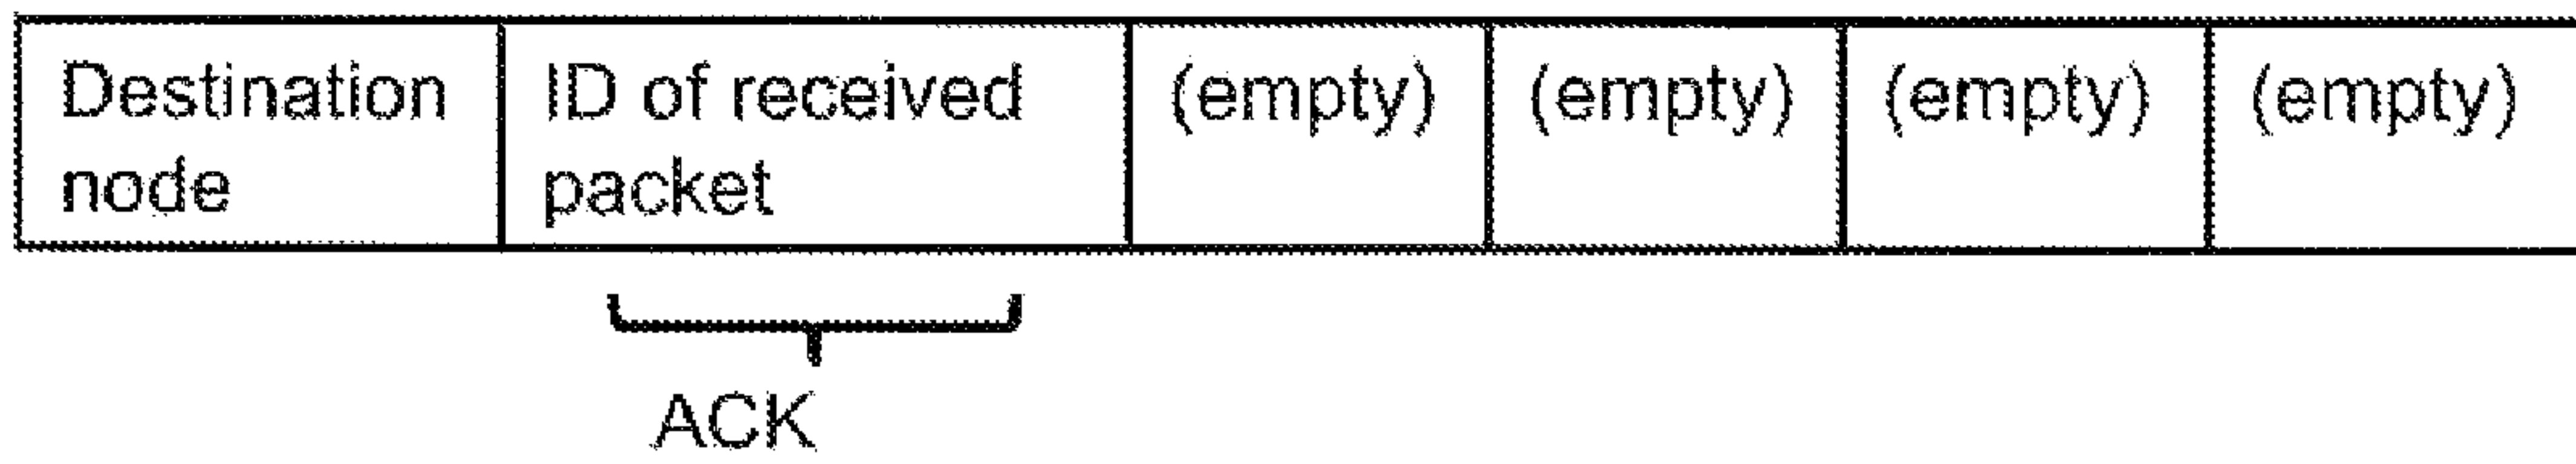 Destination node
ID of received packet
(empty)
(empty)
(empty)
(empty)
ACK